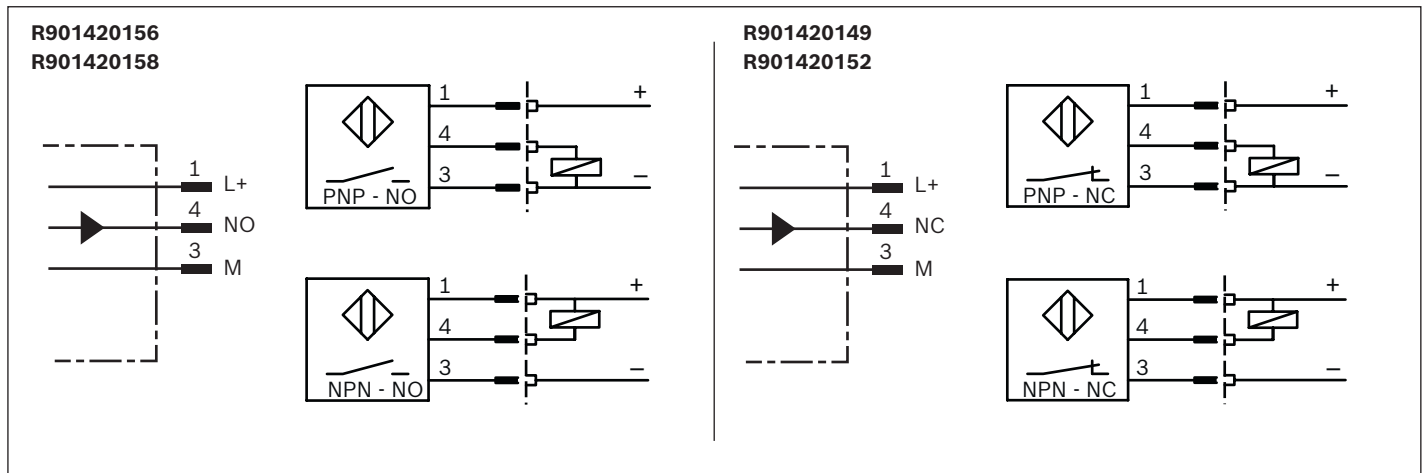 R901420156
R901420158
1 L+
4 NO
3 M
1 +
4
3 –
PNP - NO
1 +
4
3 –
NPN - NO
R901420149
R901420152
1 L+
4 NC
3 M
1 +
4
3 –
PNP - NC
1 +
4
3 –
NPN - NC